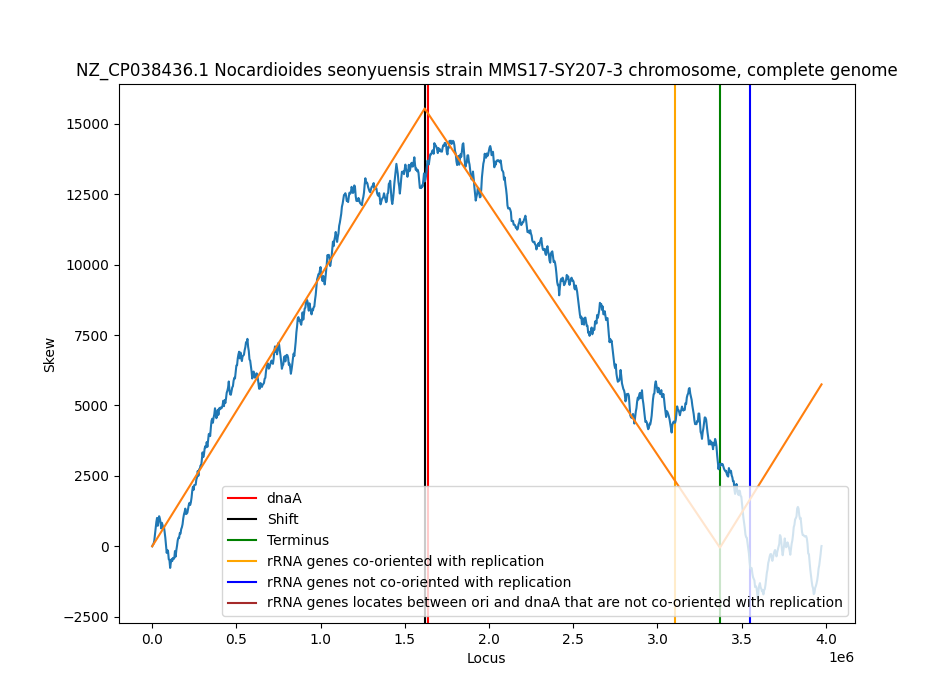 NZ_CP038436.1 Nocardioides seonyuensis strain MMS17-SY207-3 chromosome, complete genome
Skew
15000
12500
10000
7500
5000
2500
0
−2500
dnaA
Shift
Terminus
rRNA genes co-oriented with replication
rRNA genes not co-oriented with replication
rRNA genes locates between ori and dnaA that are not co-oriented with replication
0.0 0.5 1.0 1.5 2.0 2.5 3.0 3.5 4.0
1e6
Locus